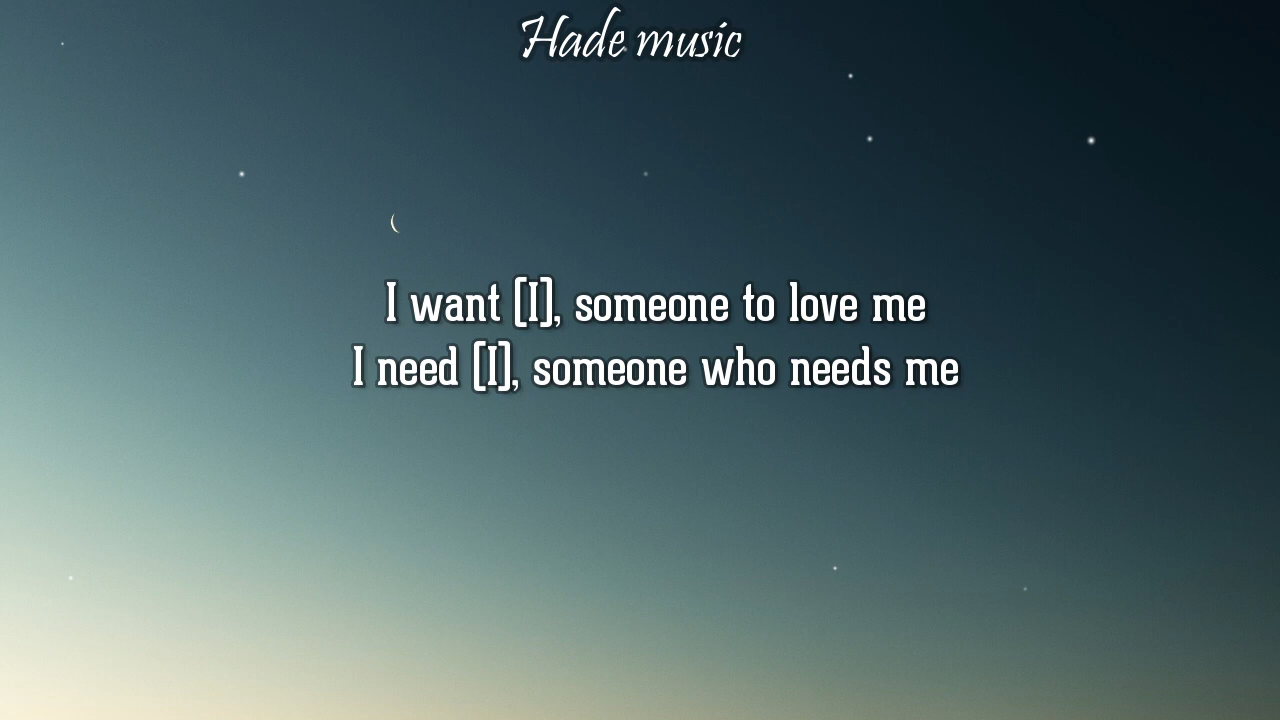 Hade music
I want (I), someone to love me
I need (I), someone who needs me